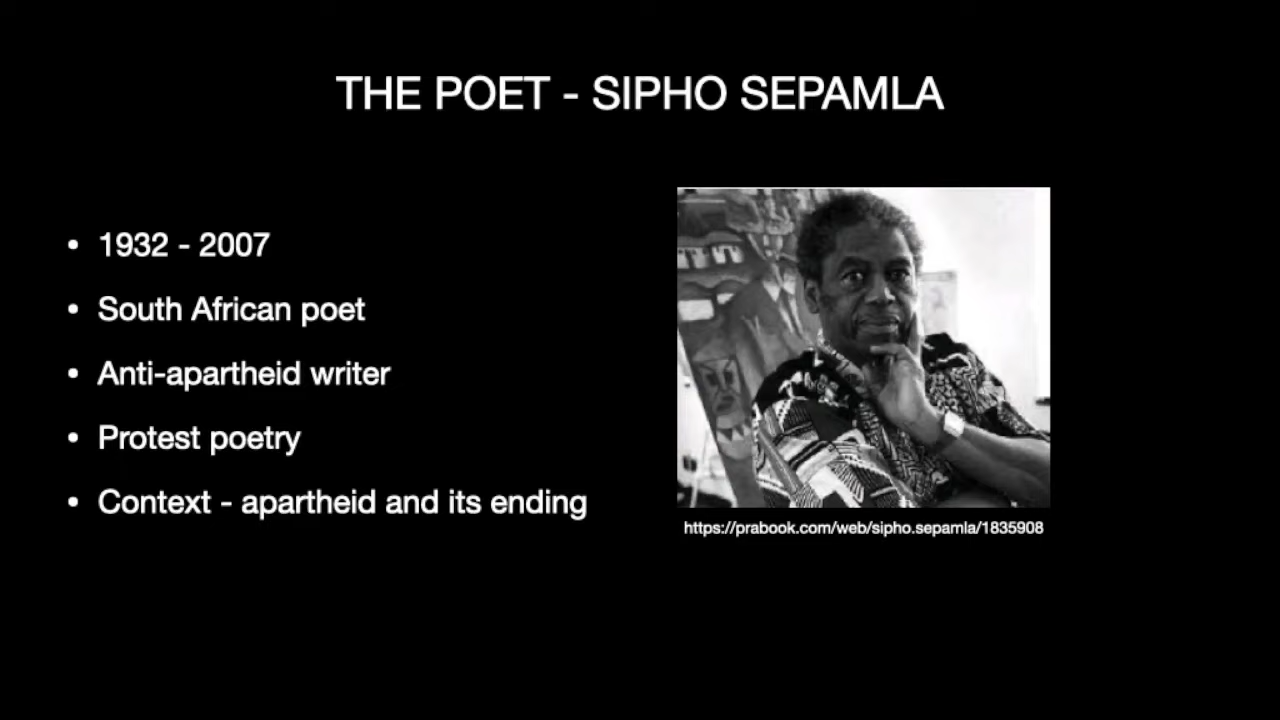 THE POET - SIPHO SEPAMLA
• 1932 - 2007
• South African poet
• Anti-apartheid writer
• Protest poetry
• Context - apartheid and its ending
https://prabook.com/web/sipho.sepamla/1835908